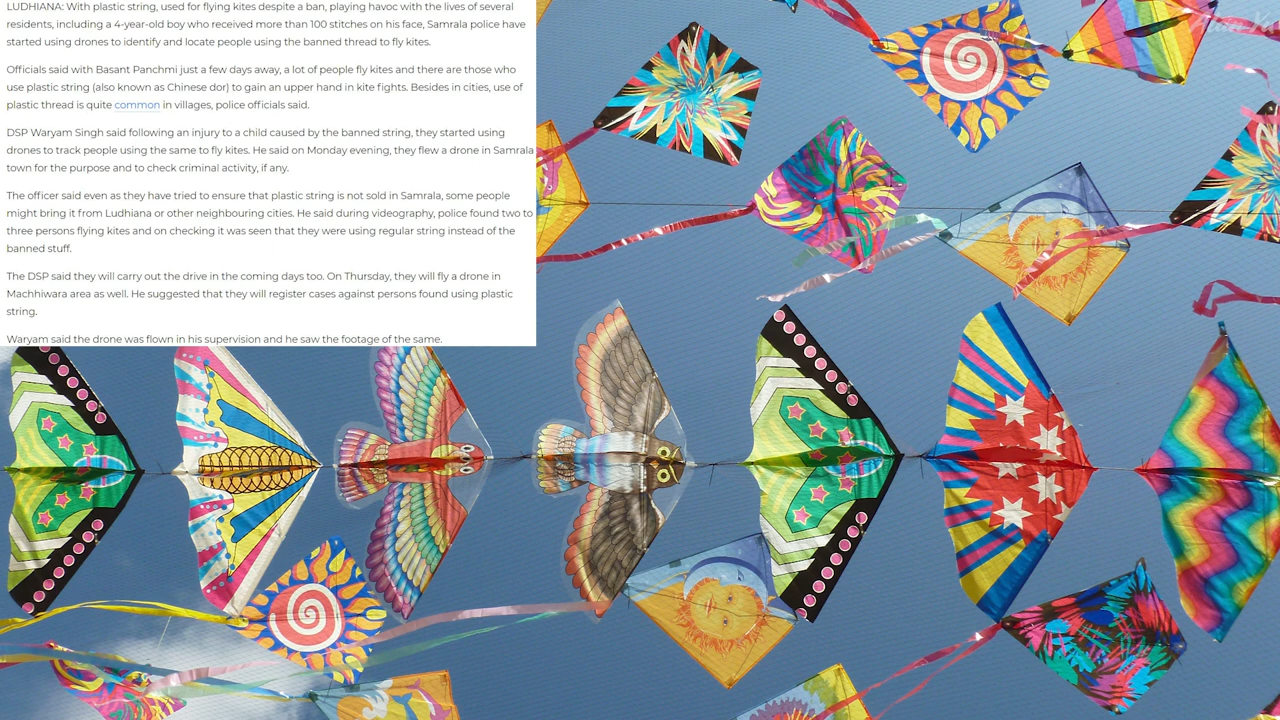 LUDHIANA: With plastic string, used for flying kites despite a ban, playing havoc with the lives of several
residents, including a 4-year-old boy who received more than 100 stitches on his face, Samrala police have
started using drones to identify and locate people using the banned thread to fly kites.
Officials said with Basant Panchmi just a few days away, a lot of people fly kites and there are those who
use plastic string (also known as Chinese dor) to gain an upper hand in kite fights. Besides in cities, use of
plastic thread is quite common in villages, police officials said.
DSP Waryam Singh said following an injury to a child caused by the banned string, they started using
drones to track people using the same to fly kites. He said on Monday evening, they flew a drone in Samrala
town for the purpose and to check criminal activity, if any.
The officer said even as they have tried to ensure that plastic string is not sold in Samrala, some people
might bring it from Ludhiana or other neighbouring cities. He said during videography, police found two to
three persons flying kites and on checking it was seen that they were using regular string instead of the
banned stuff.
The DSP said they will carry out the drive in the coming days too. On Thursday, they will fly a drone in
Machhiwara area as well. He suggested that they will register cases against persons found using plastic
string.
Waryam said the drone was flown in his supervision and he saw the footage of the same.